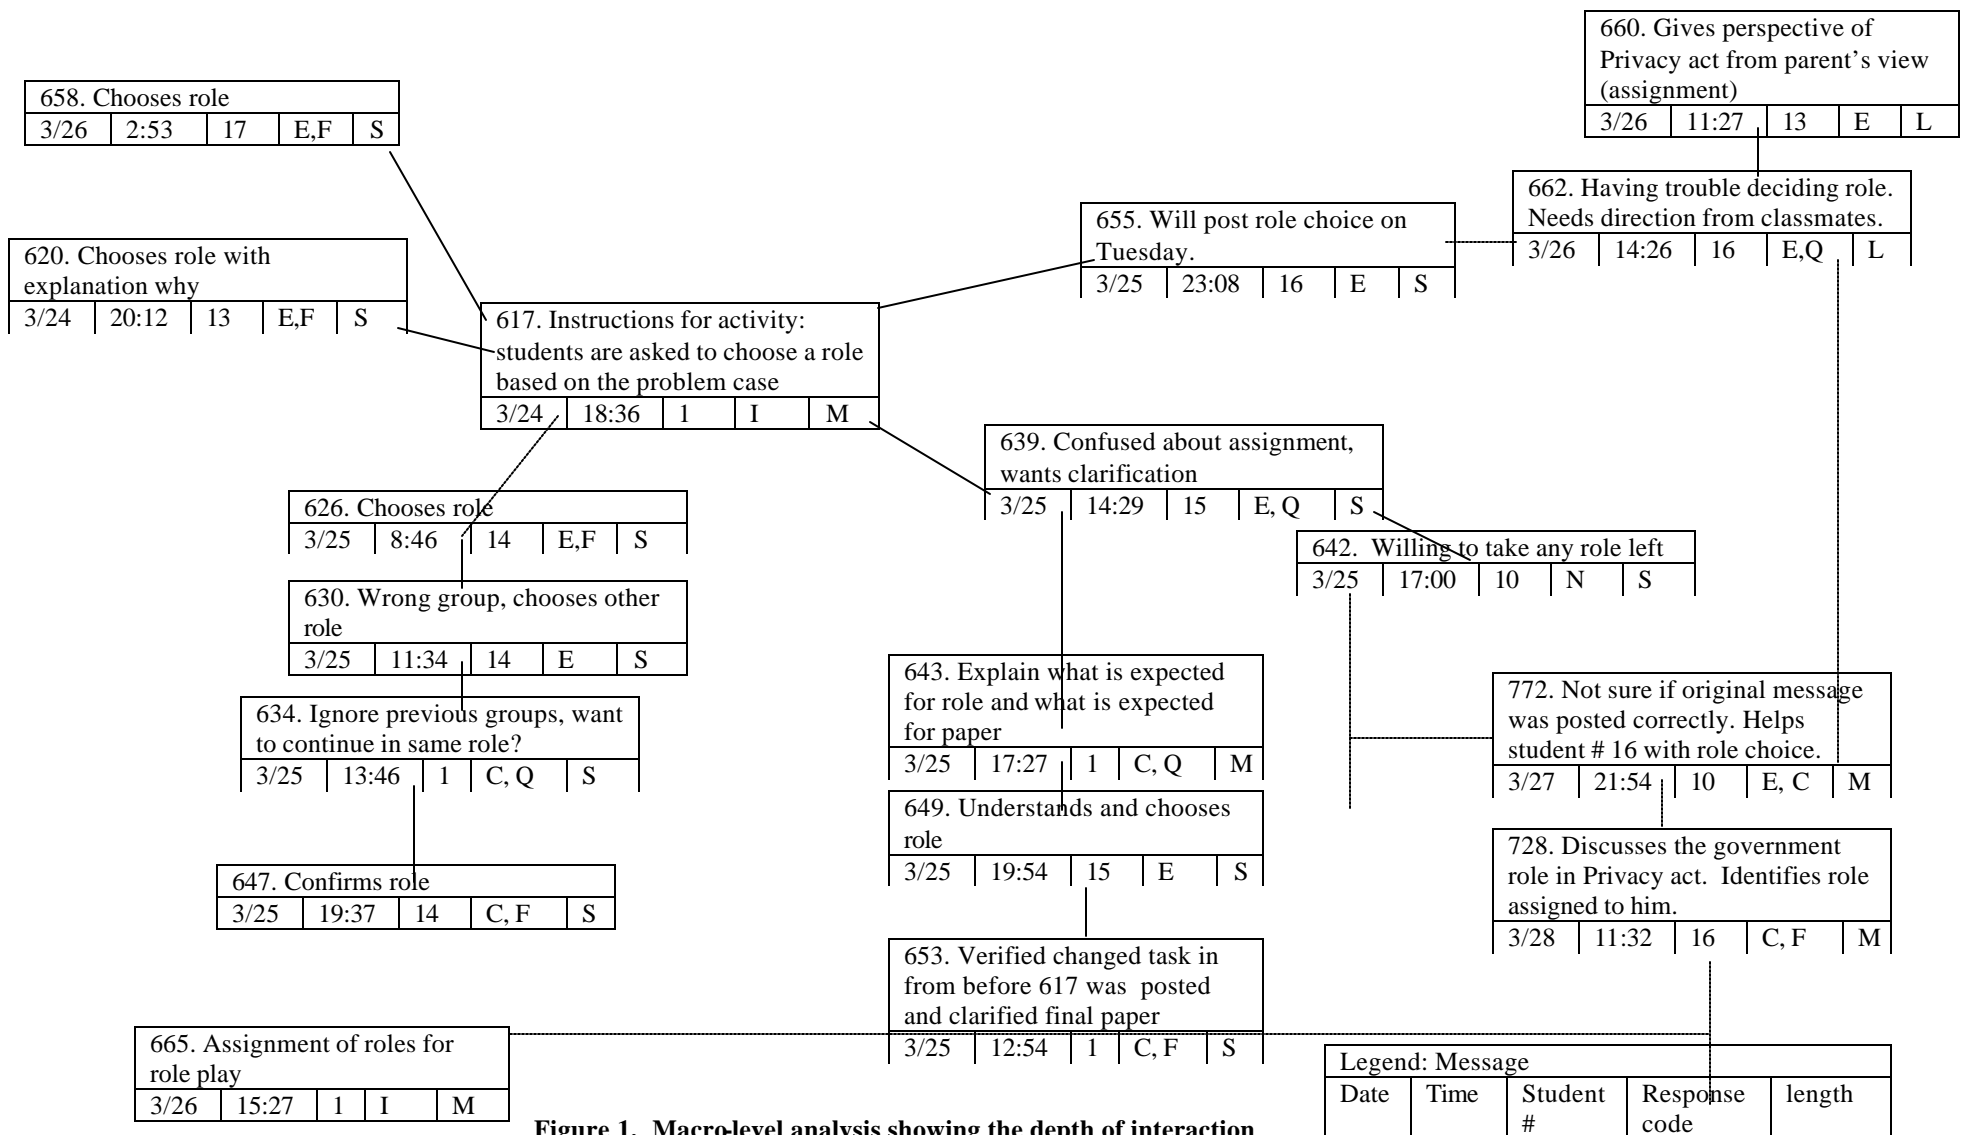 660. Gives perspective of
Privacy act from parent's view
(assignment)
3/26 11:27 13 E L
658. Chooses role
3/26 2:53 17 E,F S
662. Having trouble deciding role.
Needs direction from classmates.
3/26 14:26 16 E,Q L
655. Will post role choice on
Tuesday.
3/25 23:08 16 E S
620. Chooses role with
explanation why
3/24 20:12 13 E,F S
617. Instructions for activity:
students are asked to choose a role
based on the problem case
3/24 18:36 1 I M
639. Confused about assignment,
wants clarification
3/25 14:29 15 E, Q S
626. Chooses role
3/25 8:46 14 E,F S
642. Willing to take any role left
3/25 17:00 10 N S
630. Wrong group, chooses other
role
3/25 11:34 14 E S
643. Explain what is expected
for role and what is expected
for paper
3/25 17:27 1 C, Q M
772. Not sure if original message
was posted correctly. Helps
student # 16 with role choice.
3/27 21:54 10 E, C M
634. Ignore previous groups, want
to continue in same role?
3/25 13:46 1 C, Q S
649. Understands and chooses
role
3/25 19:54 15 E S
728. Discusses the government
role in Privacy act. Identifies role
assigned to him.
3/28 11:32 16 C, F M
647. Confirms role
3/25 19:37 14 C, F S
653. Verified changed task in
from before 617 was posted
and clarified final paper
3/25 12:54 1 C, F S
665. Assignment of roles for
role play
3/26 15:27 1 I M
Legend: Message
Date Time Student Response length
# code
Figure 1. Macro-level analysis showing the depth of interaction